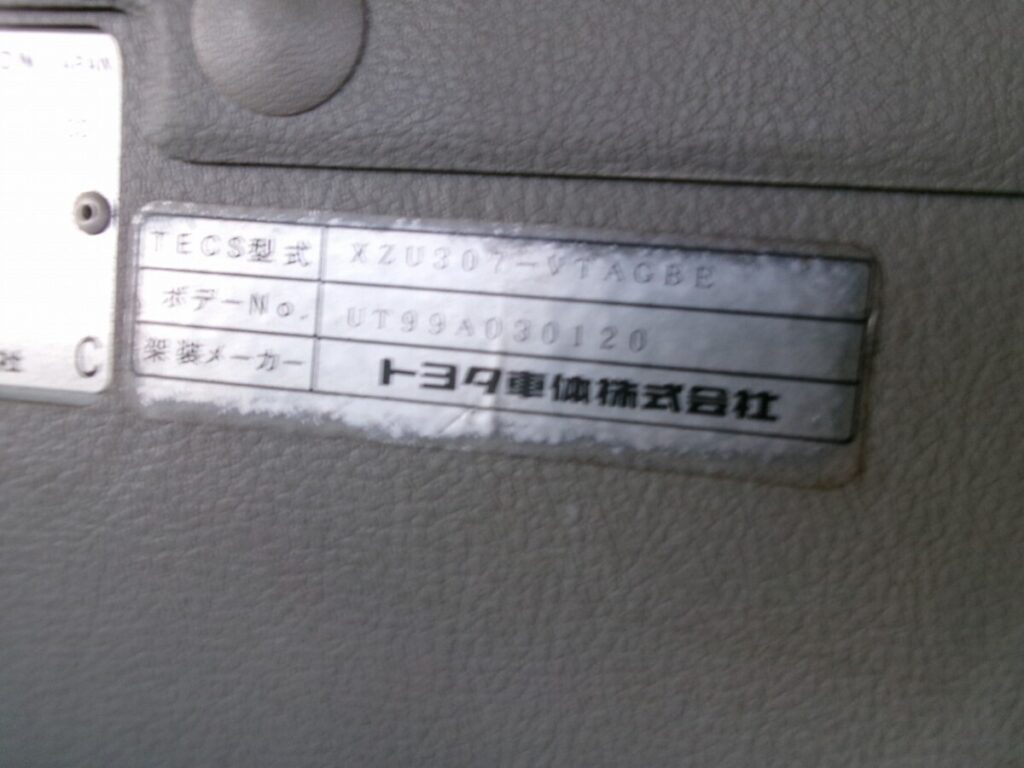 TECS型式 XZU307-VTAGBE
ボデーNo. UT99A030120
架装メーカー トヨタ車体株式会社
C